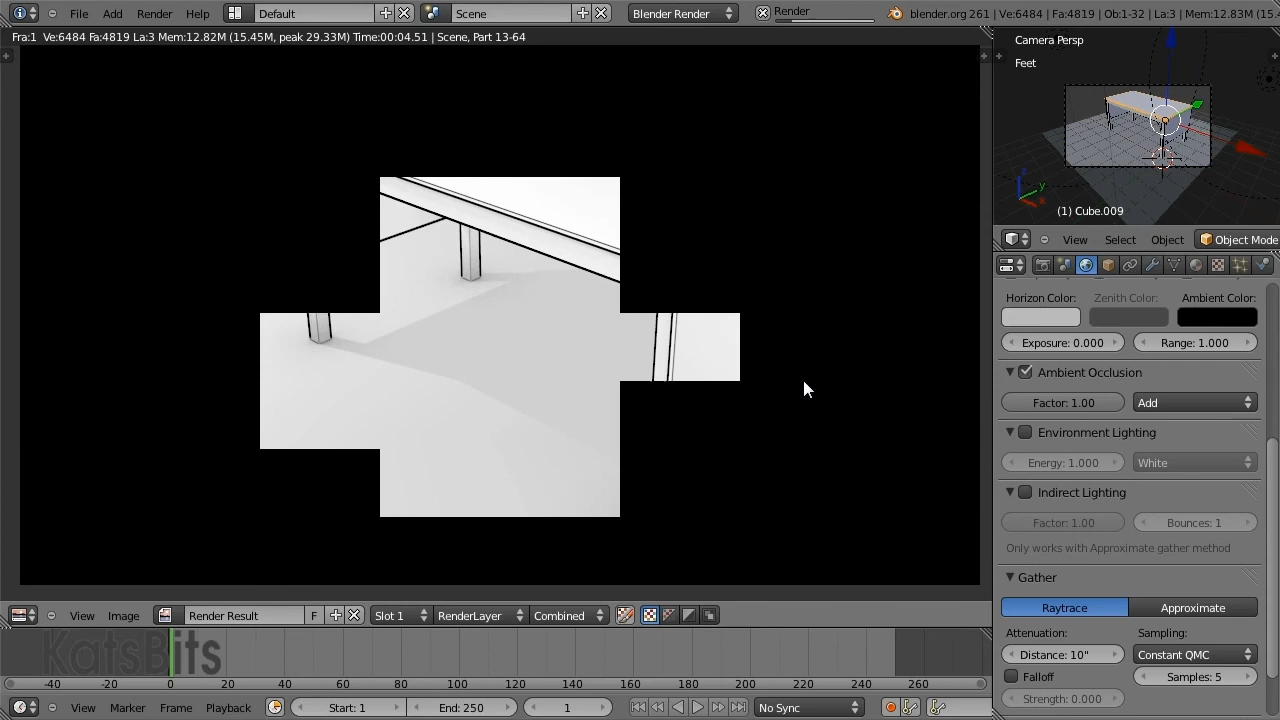 File Add Render Help Default Scene Blender Render Render blender.org 261 | Ve:6484 | Fa:4819 | Ob:1-32 | La:3 | Mem:12.83M (15.4
Fra:1 Ve:6484 Fa:4819 La:3 Mem:12.82M (15.45M, peak 29.33M) Time:00:04.51 | Scene, Part 13-64
Camera Persp
Feet
z
y
x
(1) Cube.009
View Select Object Object Mode
Horizon Color: Zenith Color: Ambient Color:
Exposure: 0.000 Range: 1.000
Ambient Occlusion
Factor: 1.00 Add
Environment Lighting
Energy: 1.000 White
Indirect Lighting
Factor: 1.00 Bounces: 1
Only works with Approximate gather method
Gather
Raytrace Approximate
Attenuation: Sampling:
Distance: 10" Constant QMC
Falloff Samples: 5
Strength: 0.000
View Image Render Result F Slot 1 RenderLayer Combined
KatsBits
-40 -20 0 20 40 60 80 100 120 140 160 180 200 220 240 260
View Marker Frame Playback Start: 1 End: 250 1 No Sync